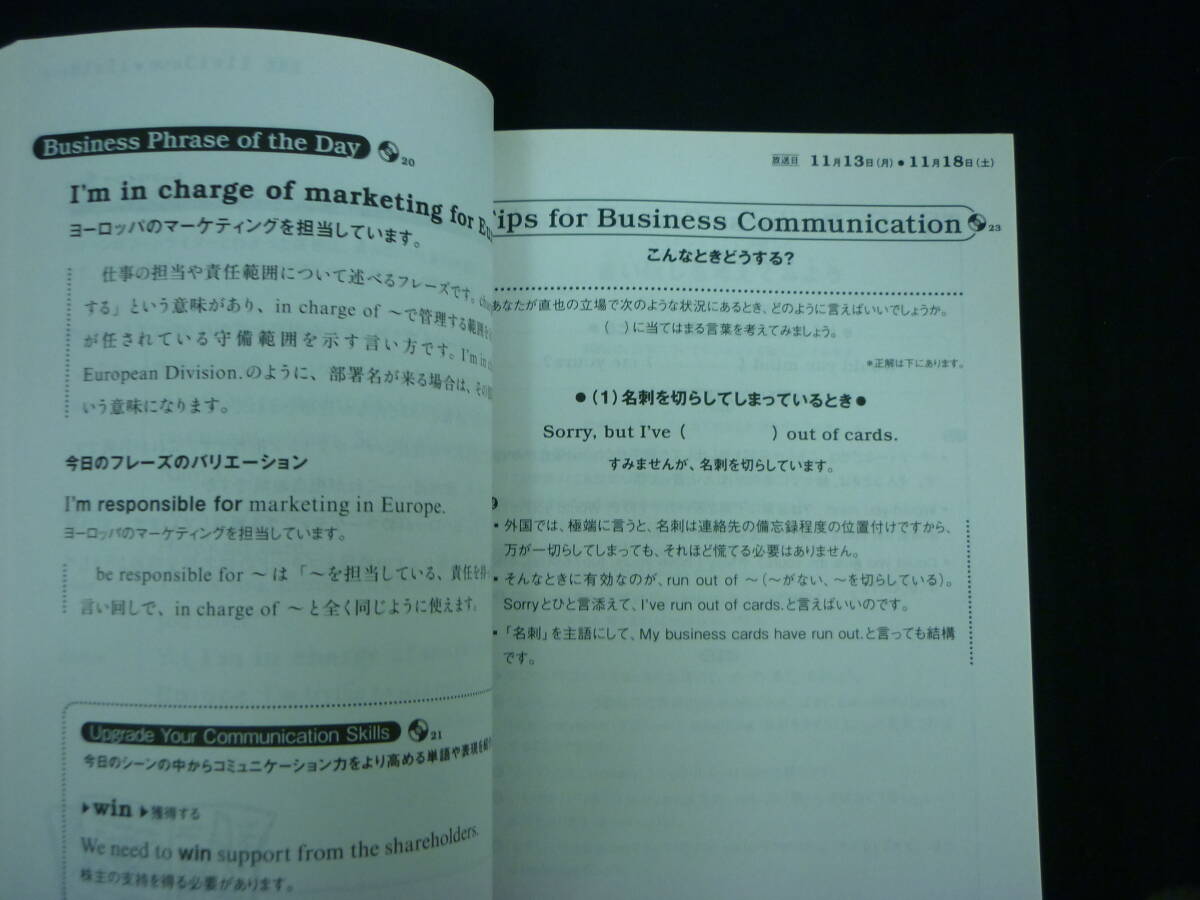 Business Phrase of the Day 20
I'm in charge of marketing for
ヨーロッパのマーケティングを担当しています。
仕事の担当や責任範囲について述べるフレーズです。
する」という意味があり、in charge of ～で管理する範囲を
が任されている守備範囲を示す言い方です。I'm in
European Division.のように、部署名が来る場合は、その
いう意味になります。
今日のフレーズのバリエーション
I'm responsible for marketing in Europe.
ヨーロッパのマーケティングを担当しています。
be responsible for ～は「～を担当している、責任を
言い回しで、in charge of ～と全く同じように使えます。
Upgrade Your Communication Skills 21
今日のシーンの中からコミュニケーション力をより高める単語や表現を
▶win ▶獲得する
We need to win support from the shareholders.
株主の支持を得る必要があります。
放送日 11月13日(月)●11月18日(土)
Tips for Business Communication 23
こんなときどうする?
あなたが直也の立場で次のような状況にあるとき、どのように言えばいいでしょうか。
( )に当てはまる言葉を考えてみましょう。
＊正解は下にあります。
●(1)名刺を切らしてしまっているとき●
Sorry, but I've ( ) out of cards.
すみませんが、名刺を切らしています。
外国では、極端に言うと、名刺は連絡先の備忘録程度の位置付けですから、
万が一切らしてしまっても、それほど慌てる必要はありません。
そんなときに有効なのが、run out of ～(～がない、～を切らしている)。
Sorryとひと言添えて、I've run out of cards.と言えばいいのです。
「名刺」を主語にして、My business cards have run out.と言っても結構
です。